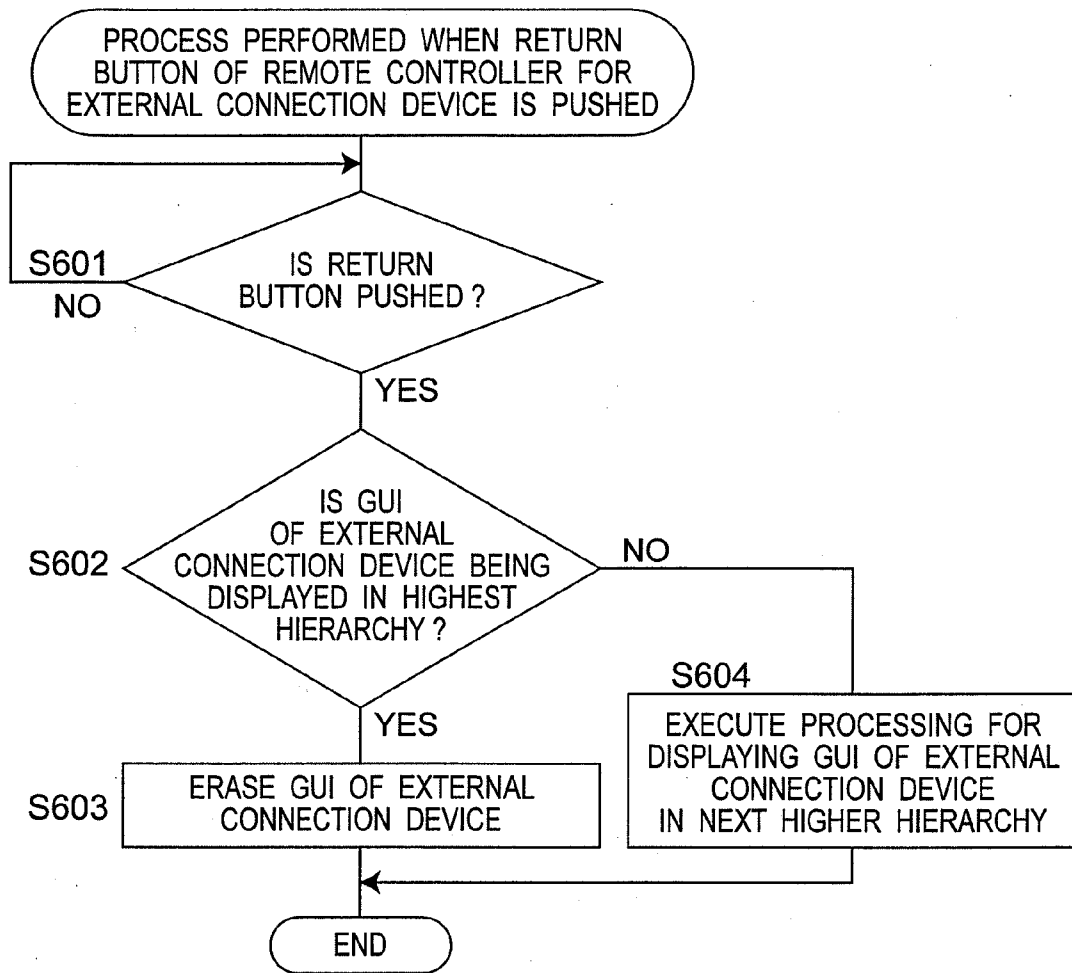 PROCESS PERFORMED WHEN RETURN
BUTTON OF REMOTE CONTROLLER FOR
EXTERNAL CONNECTION DEVICE IS PUSHED
S601
NO
IS RETURN
BUTTON PUSHED ?
YES
S602
IS GUI
OF EXTERNAL
CONNECTION DEVICE BEING
DISPLAYED IN HIGHEST
HIERARCHY ?
NO
YES
S603
ERASE GUI OF EXTERNAL
CONNECTION DEVICE
S604
EXECUTE PROCESSING FOR
DISPLAYING GUI OF EXTERNAL
CONNECTION DEVICE
IN NEXT HIGHER HIERARCHY
END